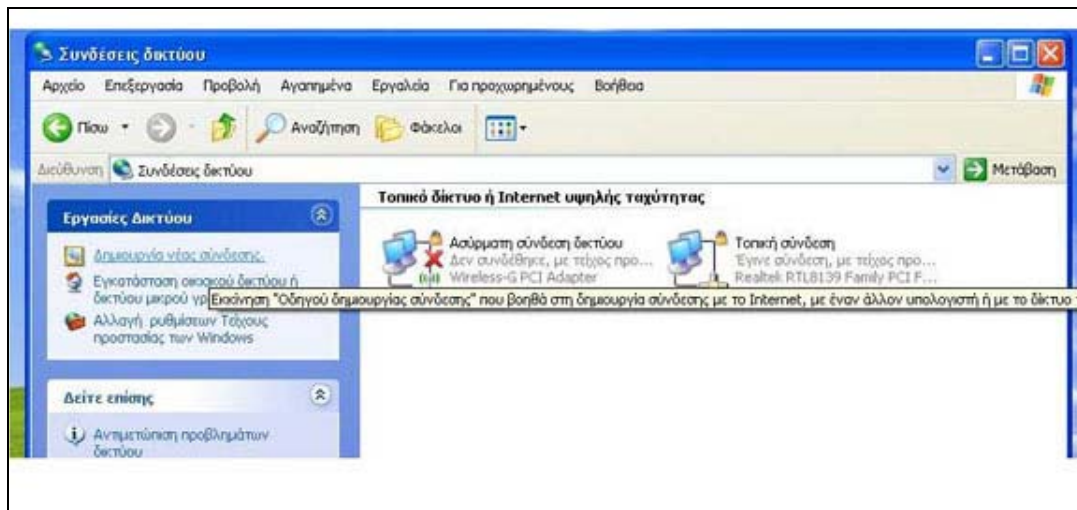 Συνδέσεις δικτύου
Αρχείο Επεξεργασία Προβολή Αγαπημένα Εργαλεία Για προχωρημένους Βοήθεια
Πίσω Αναζήτηση Φάκελοι
Διεύθυνση Συνδέσεις δικτύου Μετάβαση
Εργασίες Δικτύου
Δημιουργία νέας σύνδεσης.
Εγκατάσταση οικιακού δικτύου ή
δικτύου μικρού γρ
Αλλαγή ρυθμίσεων Τείχους
προστασίας των Windows
Δείτε επίσης
Αντιμετώπιση προβλημάτων
δικτύου
Τοπικό δίκτυο ή Internet υψηλής ταχύτητας
Ασύρματη σύνδεση δικτύου
Δεν συνδέθηκε, με τείχος προ...
Wireless-G PCI Adapter
Τοπική σύνδεση
Έγινε σύνδεση, με τείχος προ...
Realtek RTL8139 Family PCI F...
Εκκίνηση "Οδηγού δημιουργίας σύνδεσης" που βοηθά στη δημιουργία σύνδεσης με το Internet, με έναν άλλον υπολογιστή ή με το δίκτυο